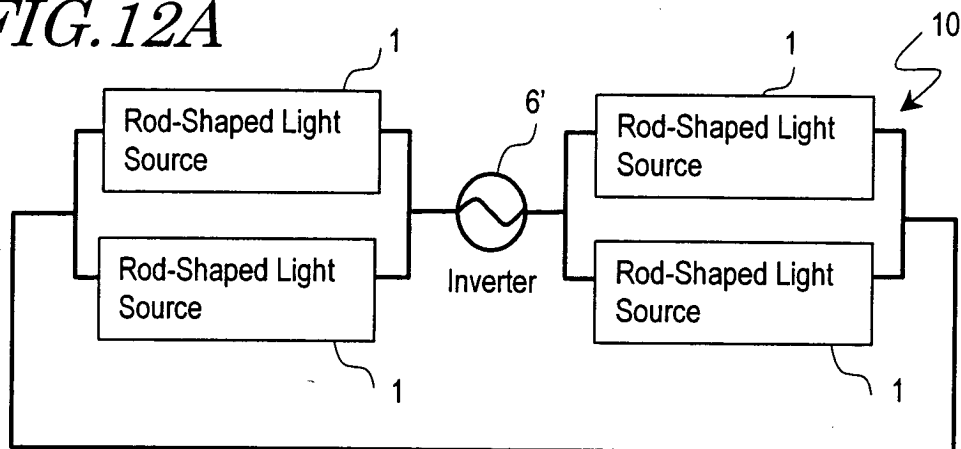 FIG.12A
1
1
10
6'
Rod-Shaped Light
Source
Rod-Shaped Light
Source
Inverter
Rod-Shaped Light
Source
Rod-Shaped Light
Source
1
1